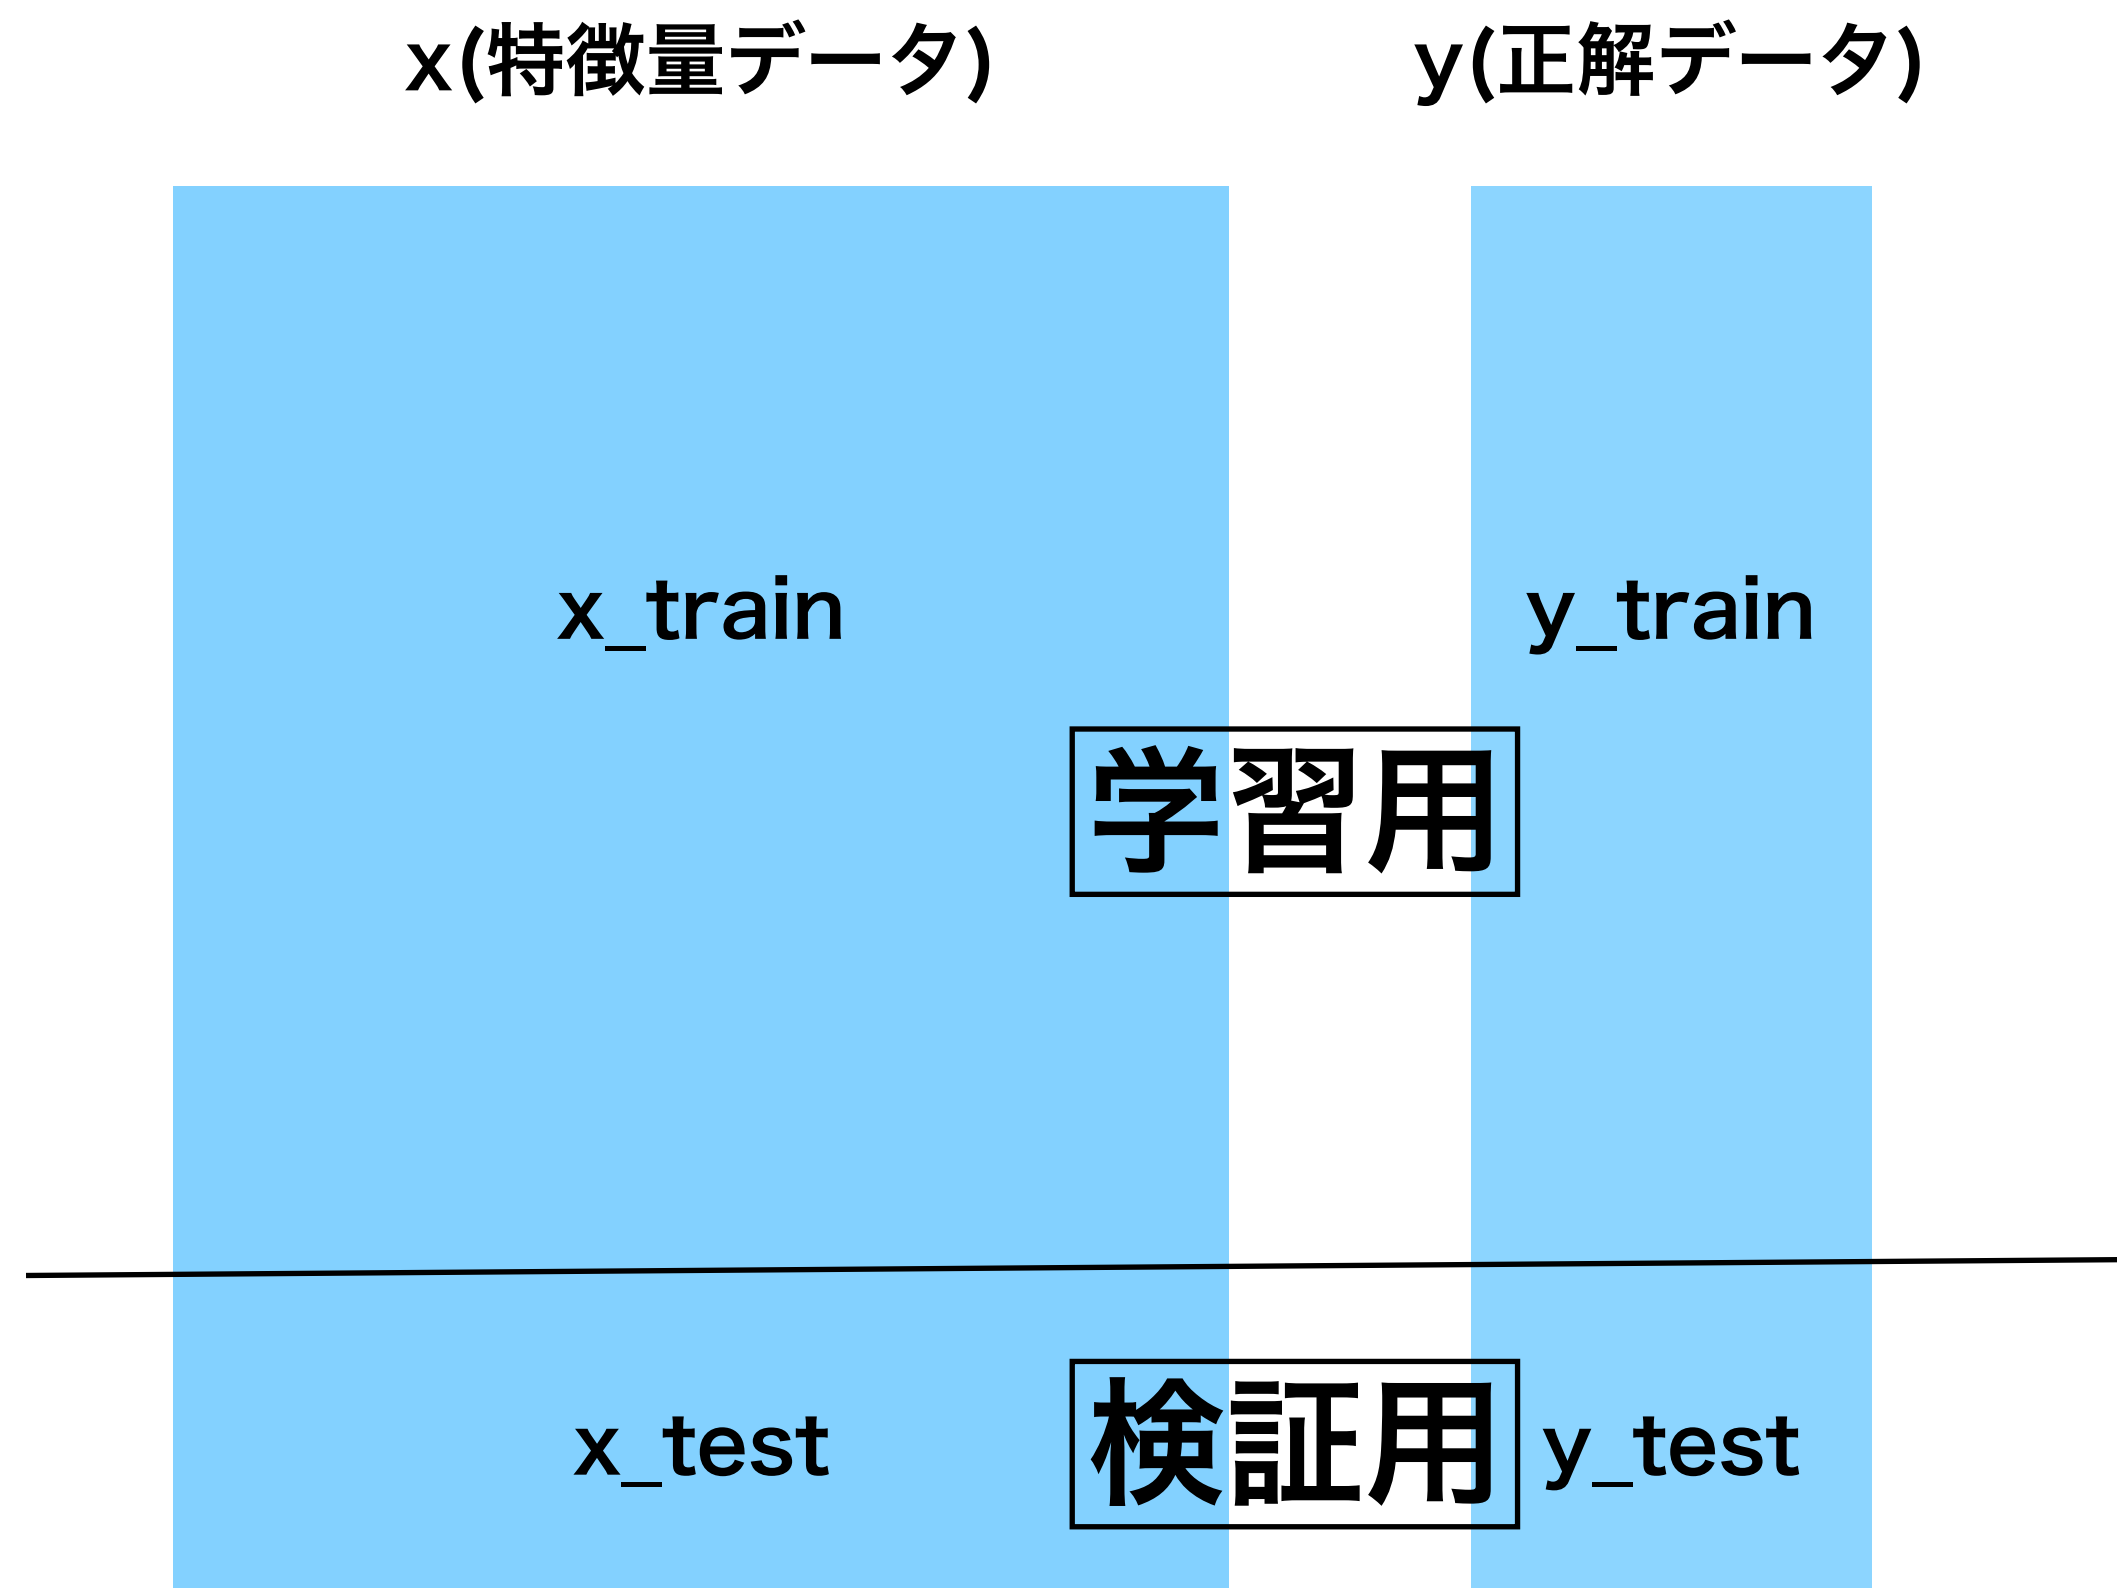 x(特徴量データ)
y(正解データ)
x_train
y_train
学習用
x_test
検証用
y_test